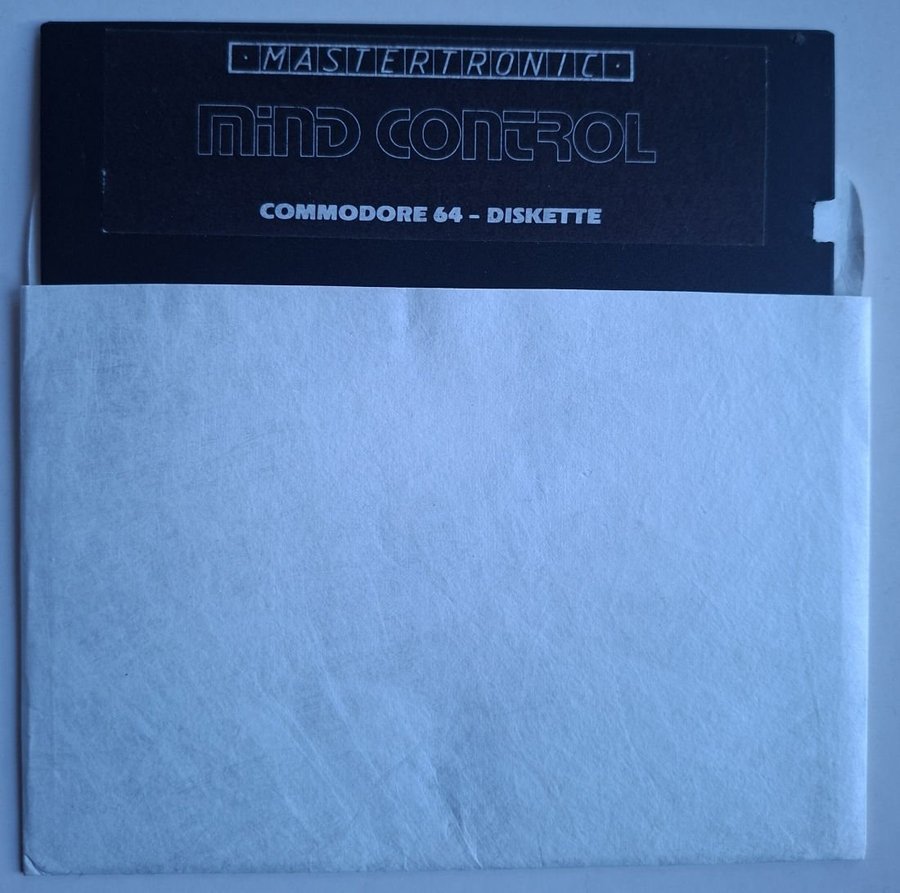 MASTERTRONIC
MIND CONTROL
COMMODORE 64 - DISKETTE